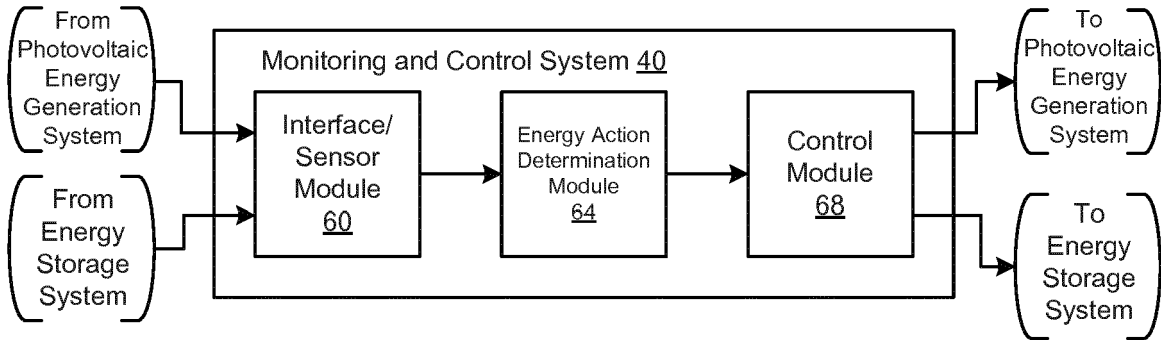 From
Photovoltaic
Energy
Generation
System
From
Energy
Storage
System
Monitoring and Control System 40
Interface/
Sensor
Module
60
Energy Action
Determination
Module
64
Control
Module
68
To
Photovoltaic
Energy
Generation
System
To
Energy
Storage
System